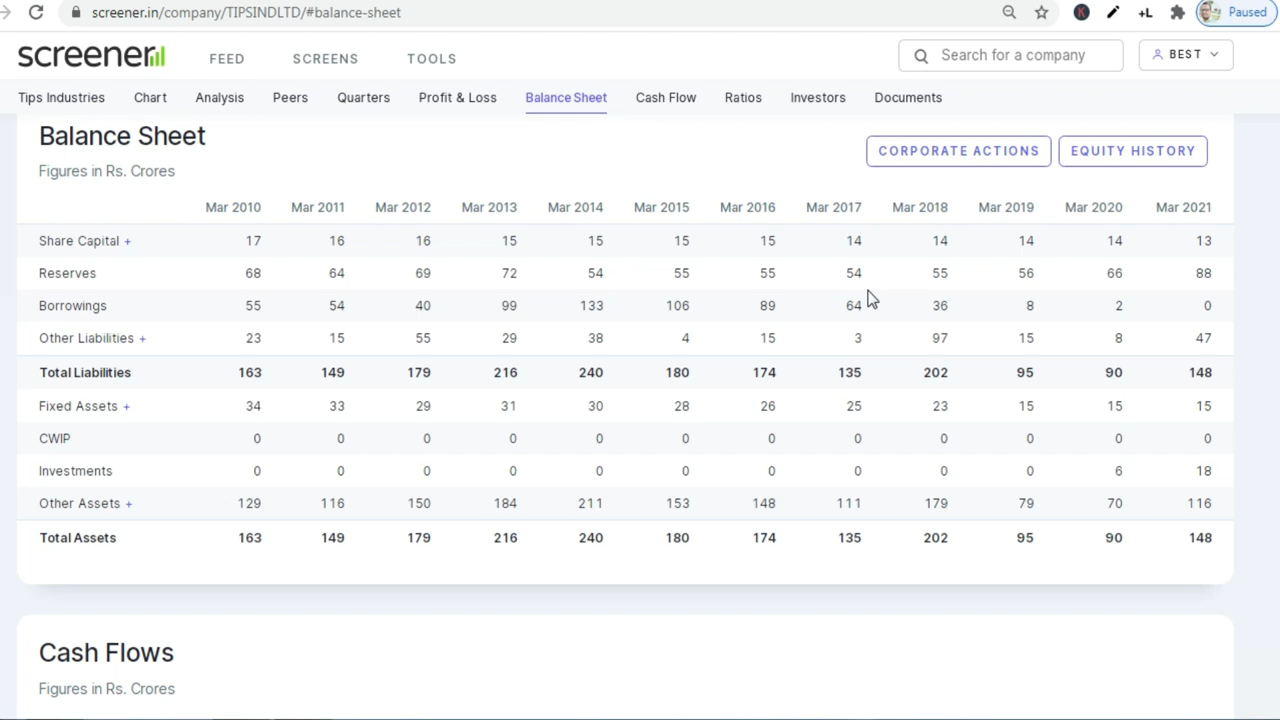 screener.in/company/TIPSINDLTD/#balance-sheet
K
+L
Paused
screener
FEED SCREENS TOOLS
Search for a company
BEST
Tips Industries Chart Analysis Peers Quarters Profit & Loss Balance Sheet Cash Flow Ratios Investors Documents
Balance Sheet
CORPORATE ACTIONS EQUITY HISTORY
Figures in Rs. Crores
Mar 2010 Mar 2011 Mar 2012 Mar 2013 Mar 2014 Mar 2015 Mar 2016 Mar 2017 Mar 2018 Mar 2019 Mar 2020 Mar 2021
Share Capital + 17 16 16 15 15 15 15 14 14 14 14 13
Reserves 68 64 69 72 54 55 55 54 55 56 66 88
Borrowings 55 54 40 99 133 106 89 64 36 8 2 0
Other Liabilities + 23 15 55 29 38 4 15 3 97 15 8 47
Total Liabilities 163 149 179 216 240 180 174 135 202 95 90 148
Fixed Assets + 34 33 29 31 30 28 26 25 23 15 15 15
CWIP 0 0 0 0 0 0 0 0 0 0 0 0
Investments 0 0 0 0 0 0 0 0 0 0 6 18
Other Assets + 129 116 150 184 211 153 148 111 179 79 70 116
Total Assets 163 149 179 216 240 180 174 135 202 95 90 148
Cash Flows
Figures in Rs. Crores